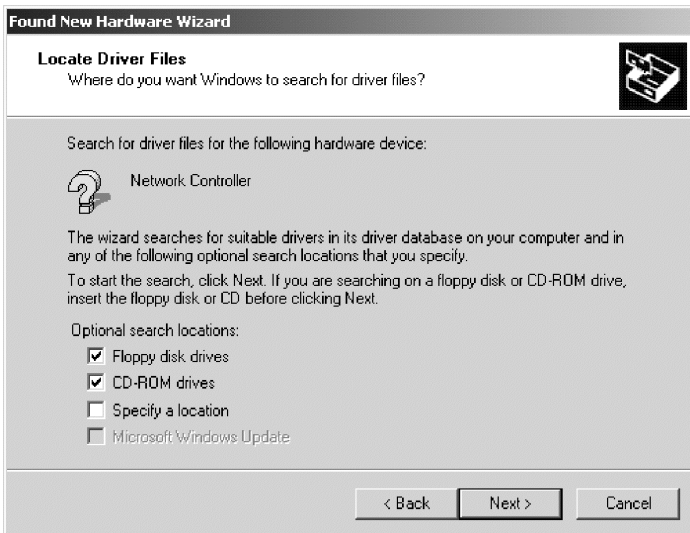 Found New Hardware Wizard
Locate Driver Files
Where do you want Windows to search for driver files?
Search for driver files for the following hardware device:
Network Controller
The wizard searches for suitable drivers in its driver database on your computer and in
any of the following optional search locations that you specify.
To start the search, click Next. If you are searching on a floppy disk or CD-ROM drive,
insert the floppy disk or CD before clicking Next.
Optional search locations:
Floppy disk drives
CD-ROM drives
Specify a location
Microsoft Windows Update
< Back Next > Cancel